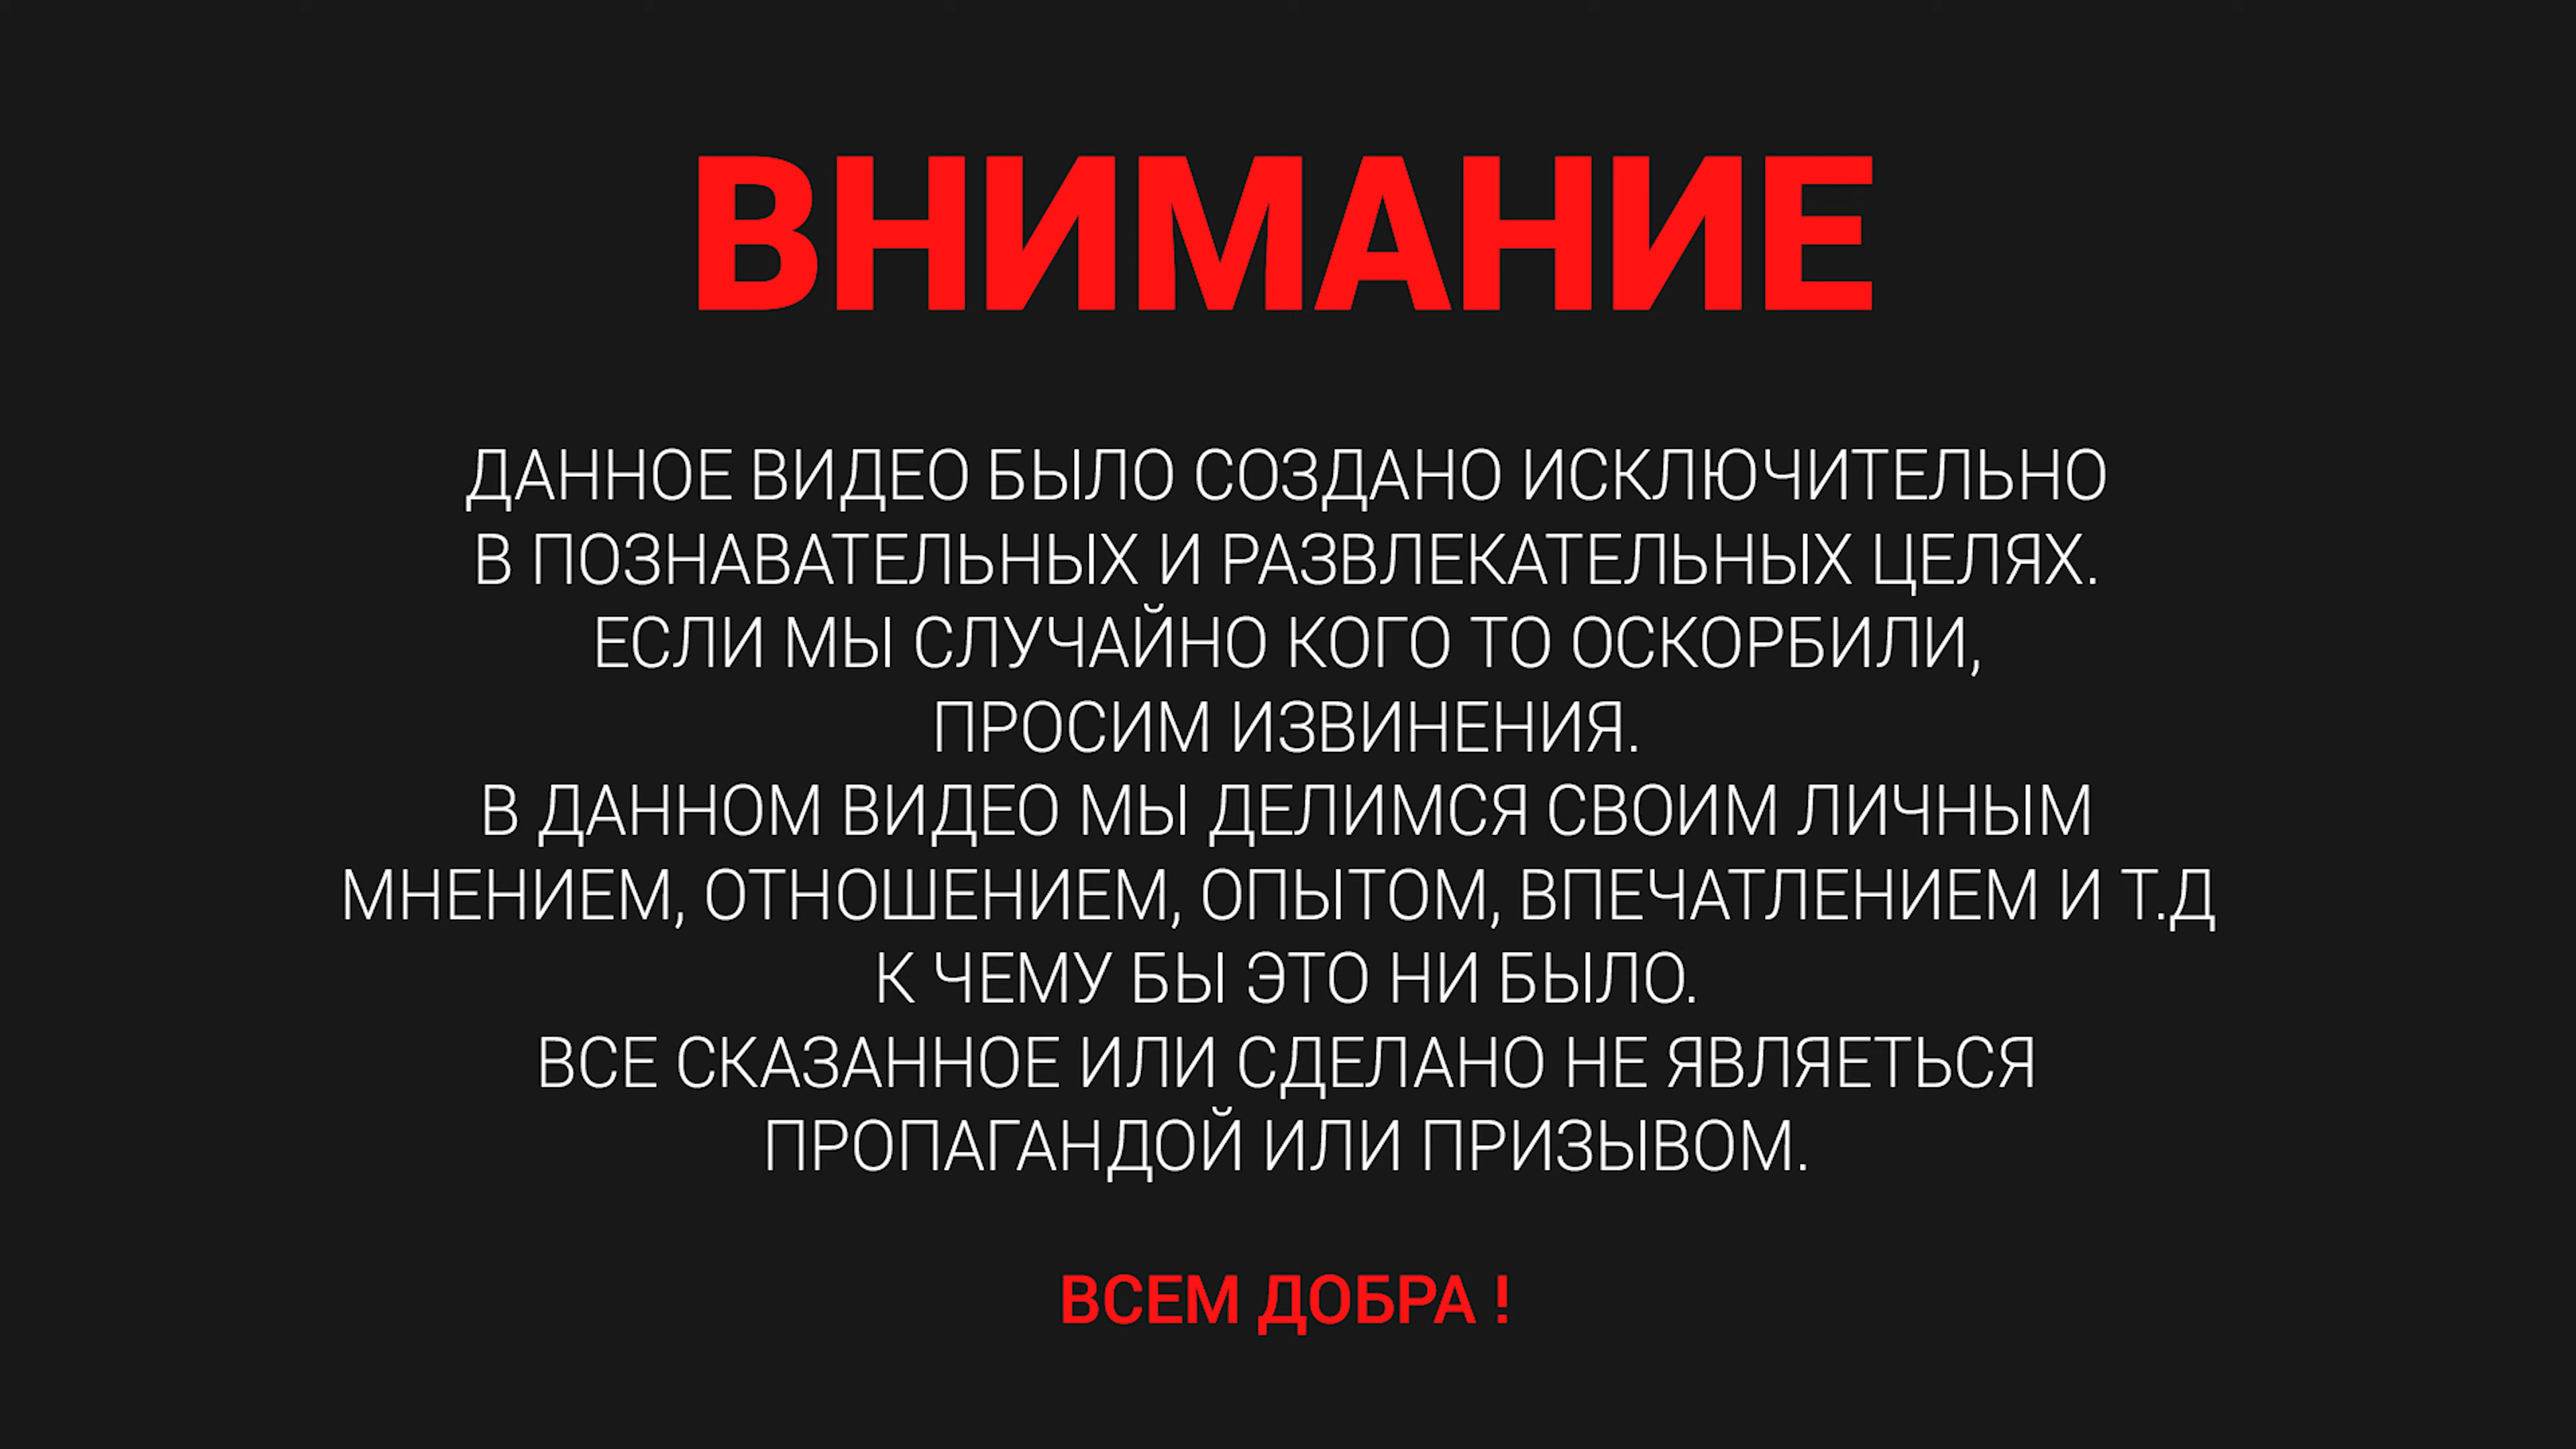 ВНИМАНИЕ
ДАННОЕ ВИДЕО БЫЛО СОЗДАНО ИСКЛЮЧИТЕЛЬНО
В ПОЗНАВАТЕЛЬНЫХ И РАЗВЛЕКАТЕЛЬНЫХ ЦЕЛЯХ.
ЕСЛИ МЫ СЛУЧАЙНО КОГО ТО ОСКОРБИЛИ,
ПРОСИМ ИЗВИНЕНИЯ.
В ДАННОМ ВИДЕО МЫ ДЕЛИМСЯ СВОИМ ЛИЧНЫМ
МНЕНИЕМ, ОТНОШЕНИЕМ, ОПЫТОМ, ВПЕЧАТЛЕНИЕМ И Т.Д
К ЧЕМУ БЫ ЭТО НИ БЫЛО.
ВСЕ СКАЗАННОЕ ИЛИ СДЕЛАНО НЕ ЯВЛЯЕТЬСЯ
ПРОПАГАНДОЙ ИЛИ ПРИЗЫВОМ.
ВСЕМ ДОБРА !